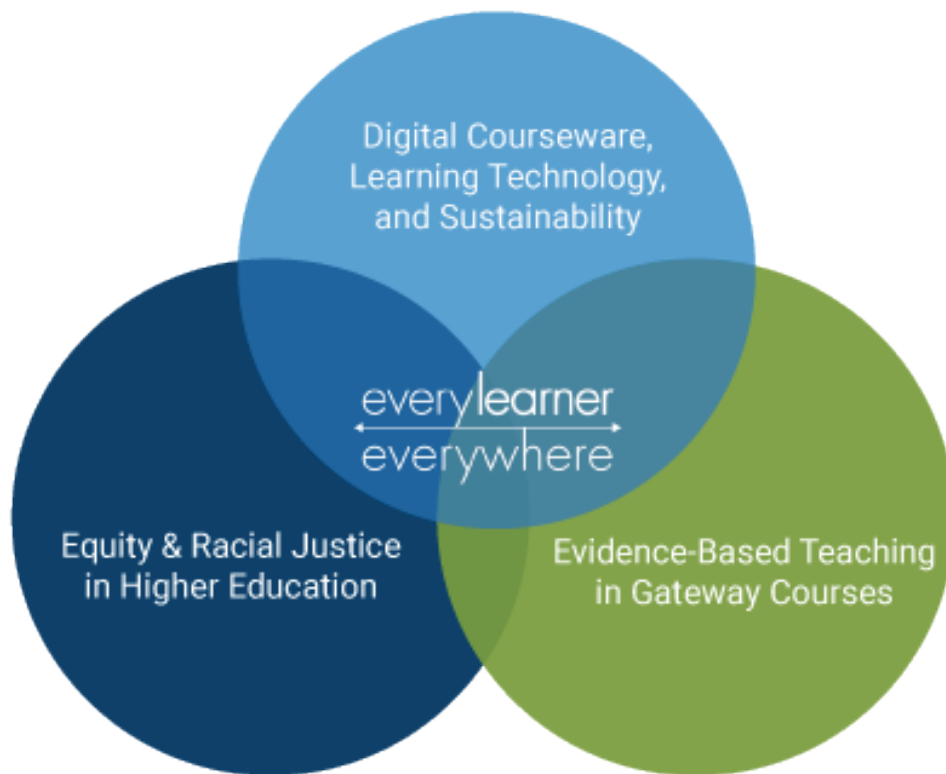 Digital Courseware,
Learning Technology,
and Sustainability
everylearner
everywhere
Equity & Racial Justice
in Higher Education
Evidence-Based Teaching
in Gateway Courses